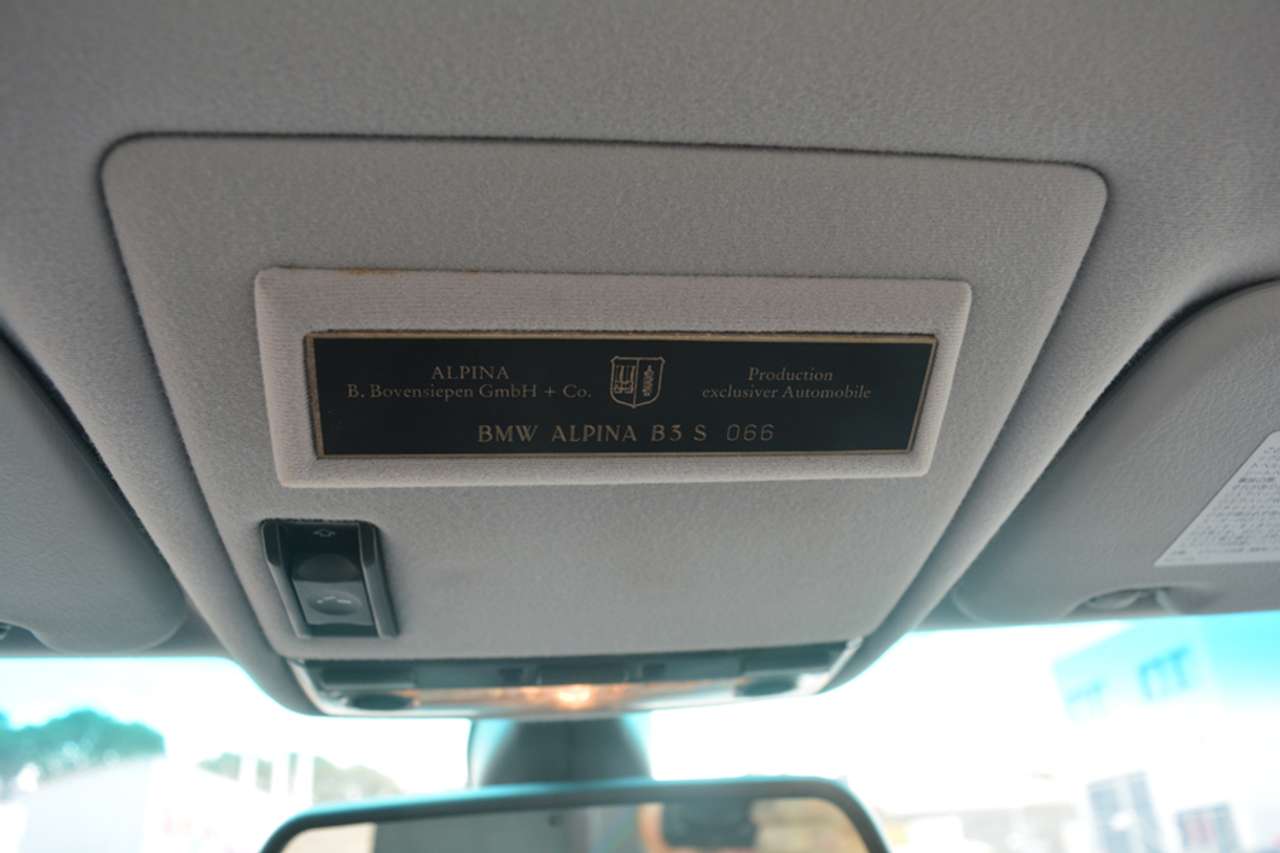 ALPINA
B. Bovensiepen GmbH + Co.
Production
exclusiver Automobile
BMW ALPINA B3 S 066